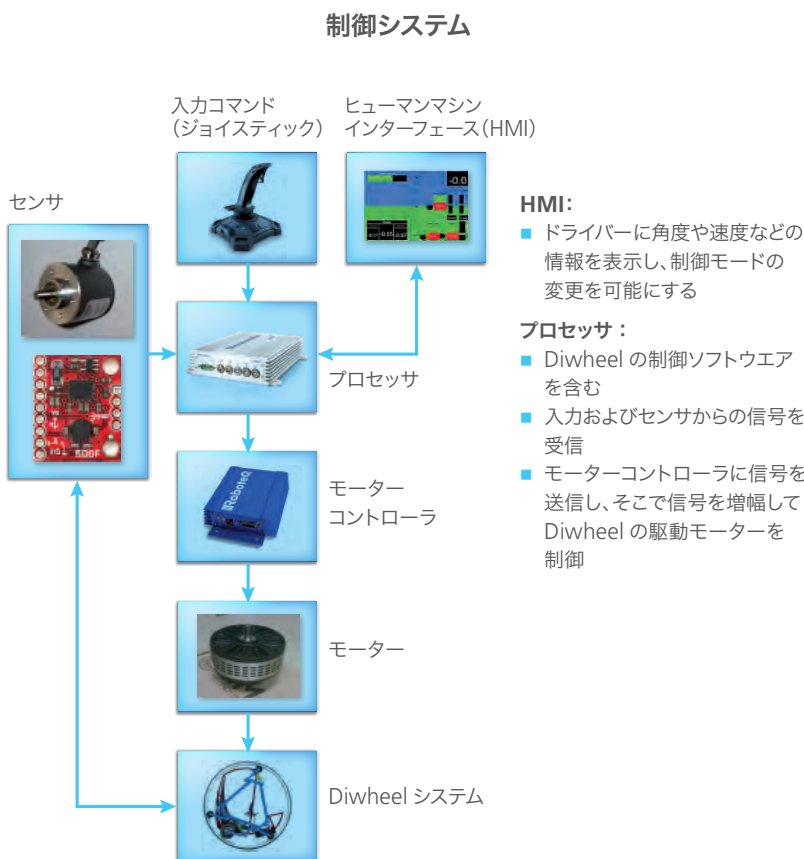 制御システム
入力コマンド
（ジョイスティック）
ヒューマンマシン
インターフェース（HMI）
センサ
-0.0
プロセッサ
RoboteQ
モーター
コントローラ
モーター
Diwheel システム
HMI：
■ ドライバーに角度や速度などの
情報を表示し、制御モードの
変更を可能にする
プロセッサ：
■ Diwheel の制御ソフトウエア
を含む
■ 入力およびセンサからの信号を
受信
■ モーターコントローラに信号を
送信し、そこで信号を増幅して
Diwheel の駆動モーターを
制御